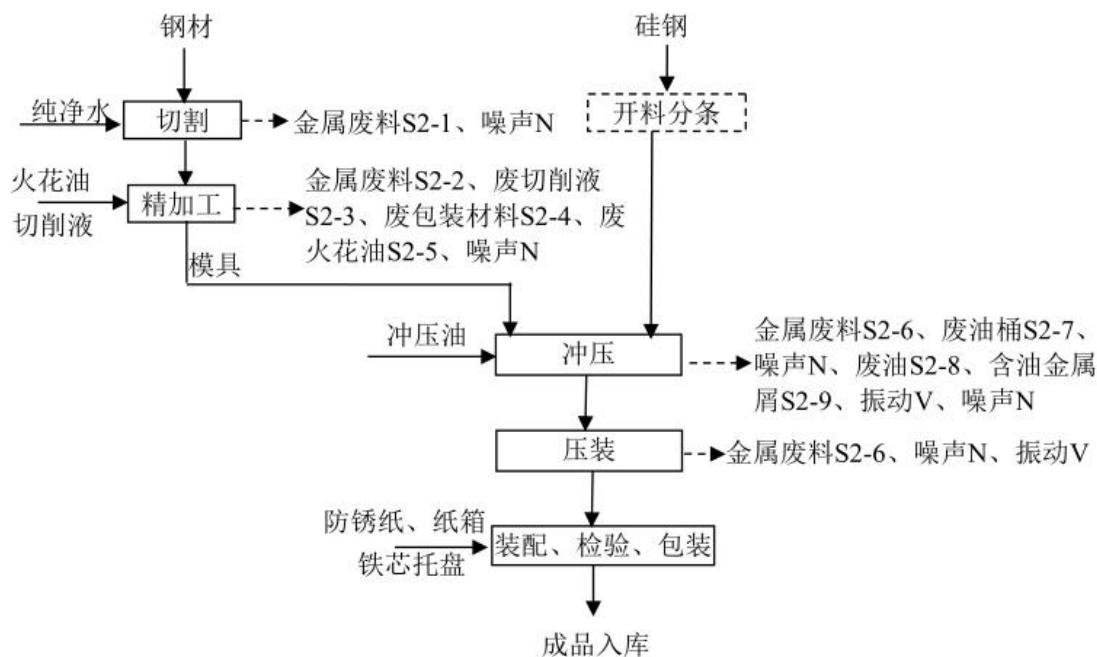 钢材
硅钢
纯净水
切割
金属废料S2-1、噪声N
开料分条
火花油
切削液
精加工
金属废料S2-2、废切削液
S2-3、废包装材料S2-4、废
火花油S2-5、噪声N
模具
冲压油
冲压
金属废料S2-6、废油桶S2-7、
噪声N、废油S2-8、含油金属
屑S2-9、振动V、噪声N
压装
金属废料S2-6、噪声N、振动V
防锈纸、纸箱
铁芯托盘
装配、检验、包装
成品入库